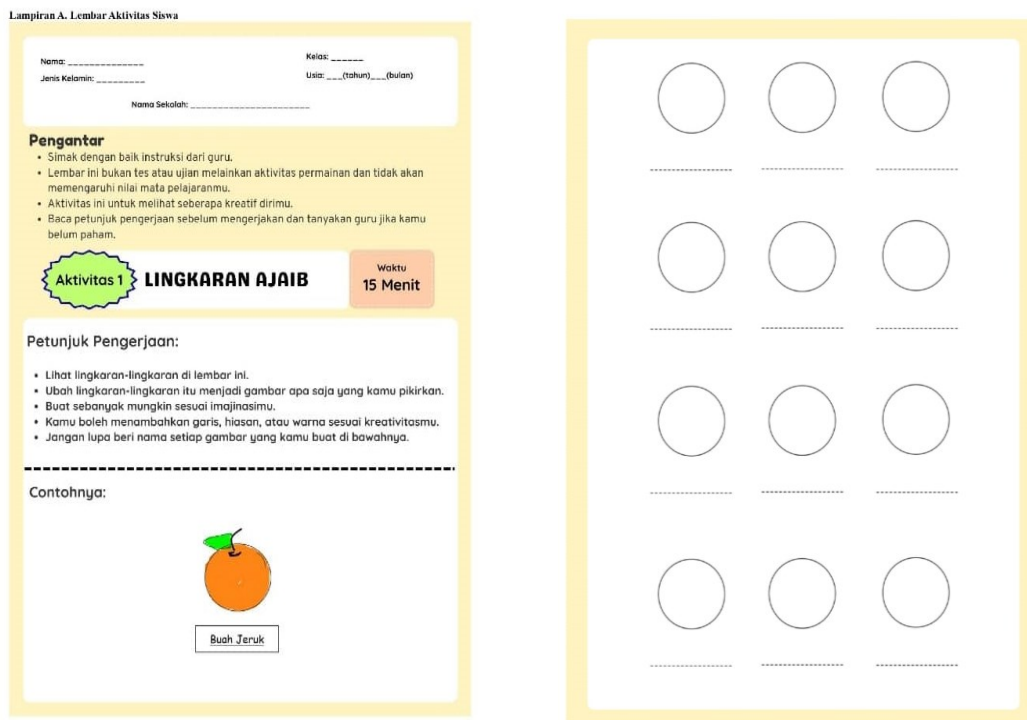 Lampiran A. Lembar Aktivitas Siswa
Nama: ______________
Kelas: ______
Jenis Kelamin: _________
Usia: ___(tahun)___(bulan)
Nama Sekolah: ______________________
Pengantar
• Simak dengan baik instruksi dari guru.
• Lembar ini bukan tes atau ujian melainkan aktivitas permainan dan tidak akan
memengaruhi nilai mata pelajaranmu.
• Aktivitas ini untuk melihat seberapa kreatif dirimu.
• Baca petunjuk pengerjaan sebelum mengerjakan dan tanyakan guru jika kamu
belum paham.
Aktivitas 1
LINGKARAN AJAIB
Waktu
15 Menit
Petunjuk Pengerjaan:
• Lihat lingkaran-lingkaran di lembar ini.
• Ubah lingkaran-lingkaran itu menjadi gambar apa saja yang kamu pikirkan.
• Buat sebanyak mungkin sesuai imajinasimu.
• Kamu boleh menambahkan garis, hiasan, atau warna sesuai kreativitasmu.
• Jangan lupa beri nama setiap gambar yang kamu buat di bawahnya.
Contohnya:
Buah Jeruk